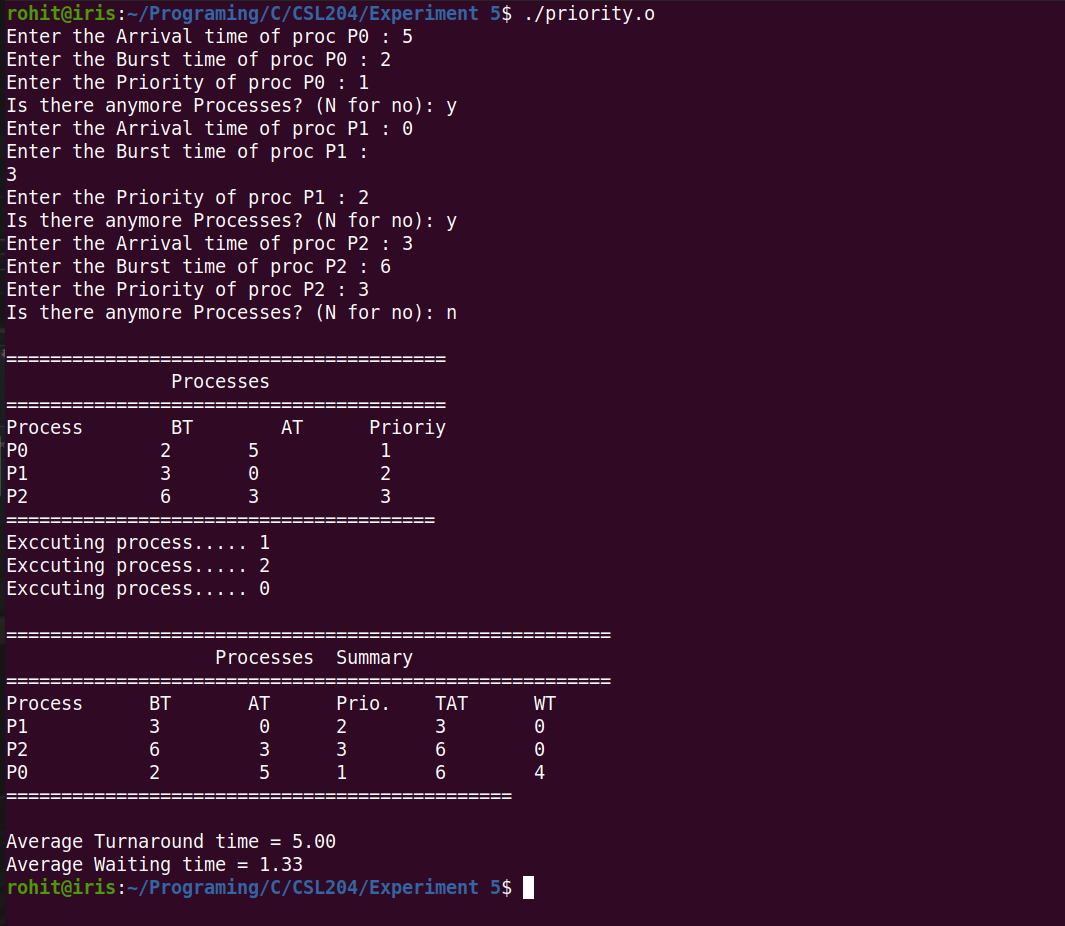 rohit@iris:~/Programing/C/CSL204/Experiment 5$ ./priority.o
Enter the Arrival time of proc P0 : 5
Enter the Burst time of proc P0 : 2
Enter the Priority of proc P0 : 1
Is there anymore Processes? (N for no): y
Enter the Arrival time of proc P1 : 0
Enter the Burst time of proc P1 :
3
Enter the Priority of proc P1 : 2
Is there anymore Processes? (N for no): y
Enter the Arrival time of proc P2 : 3
Enter the Burst time of proc P2 : 6
Enter the Priority of proc P2 : 3
Is there anymore Processes? (N for no): n

========================================
               Processes
========================================
Process        BT        AT      Prioriy
P0            2       5           1
P1            3       0           2
P2            6       3           3
=======================================
Exccuting process..... 1
Exccuting process..... 2
Exccuting process..... 0

=======================================================
                   Processes  Summary
=======================================================
Process      BT       AT      Prio.    TAT      WT
P1           3         0      2        3        0
P2           6         3      3        6        0
P0           2         5      1        6        4
==============================================

Average Turnaround time = 5.00
Average Waiting time = 1.33
rohit@iris:~/Programing/C/CSL204/Experiment 5$